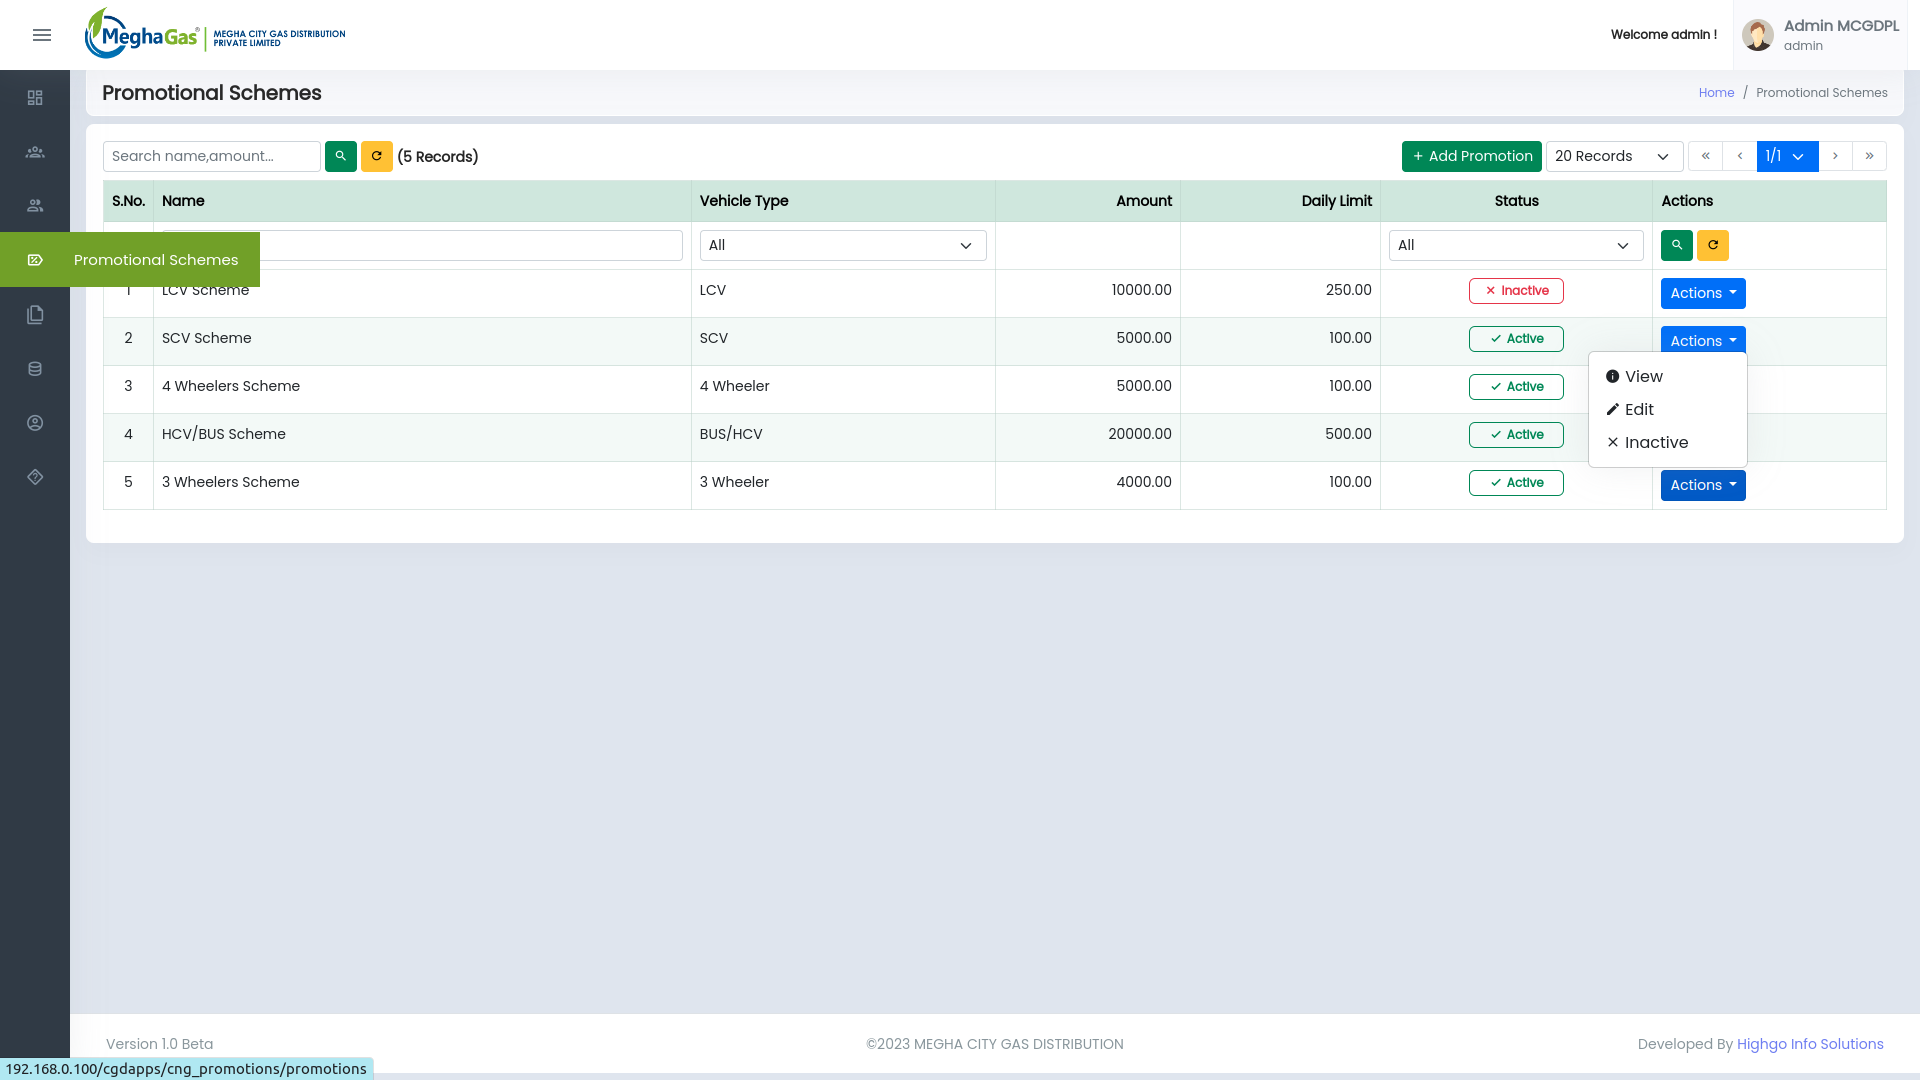 MeghaGas® MEGHA CITY GAS DISTRIBUTION
PRIVATE LIMITED
Welcome admin !
Admin MCGDPL
admin
Promotional Schemes
Home / Promotional Schemes
Search name,amount...
(5 Records)
+ Add Promotion
20 Records
« ‹ 1/1 › »
S.No. Name Vehicle Type Amount Daily Limit Status Actions
All All
Promotional Schemes
1 LCV Scheme LCV 10000.00 250.00 Inactive Actions
2 SCV Scheme SCV 5000.00 100.00 Active Actions
3 4 Wheelers Scheme 4 Wheeler 5000.00 100.00 Active
4 HCV/BUS Scheme BUS/HCV 20000.00 500.00 Active
5 3 Wheelers Scheme 3 Wheeler 4000.00 100.00 Active Actions
View
Edit
Inactive
Version 1.0 Beta
©2023 MEGHA CITY GAS DISTRIBUTION
Developed By Highgo Info Solutions
192.168.0.100/cgdapps/cng_promotions/promotions